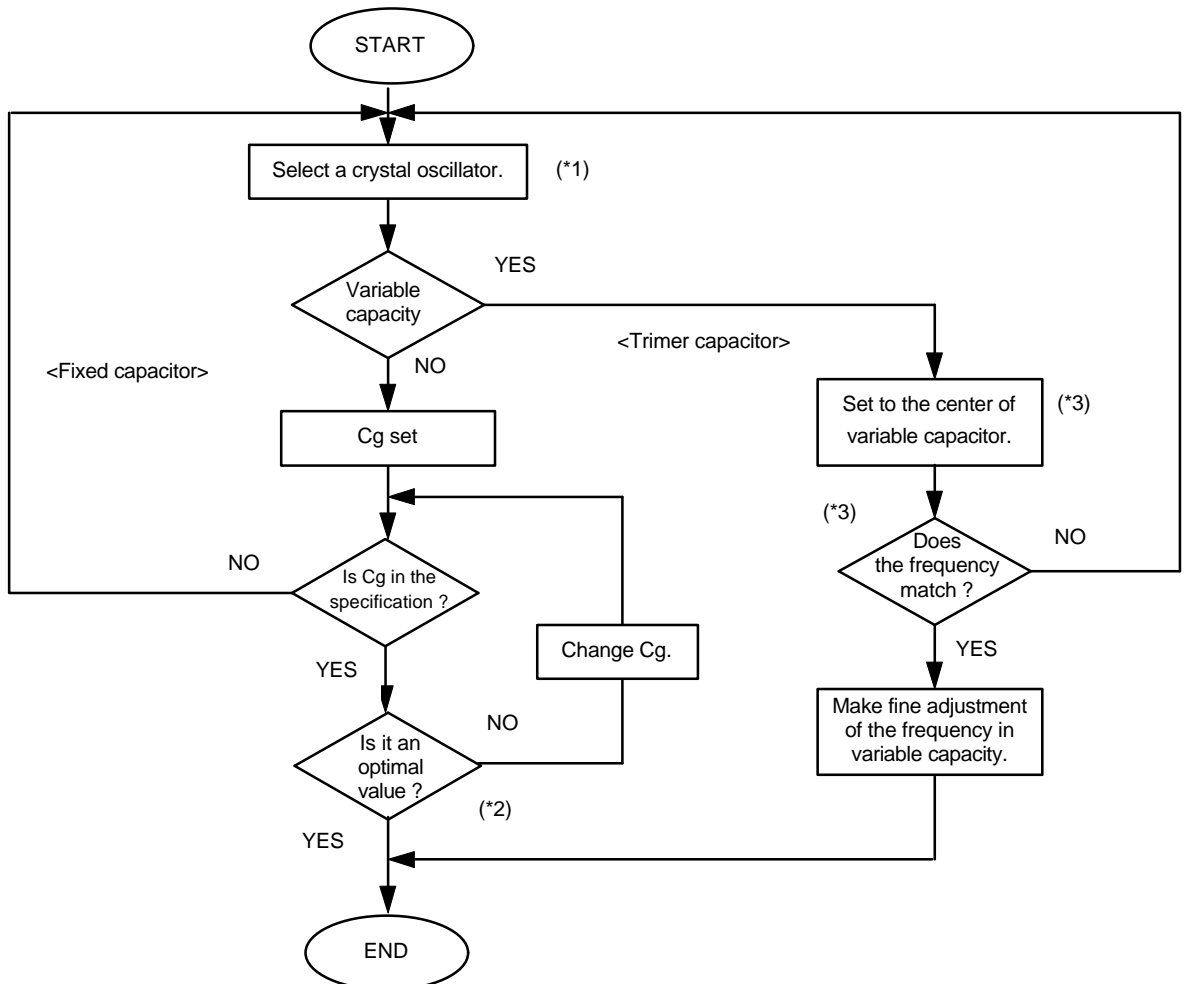 START
Select a crystal oscillator.
(*1)
YES
Variable
capacity
<Trimer capacitor>
NO
<Fixed capacitor>
Set to the center of
variable capacitor.
(*3)
Cg set
(*3)
NO
Is Cg in the
specification ?
Does
the frequency
match ?
NO
Change Cg.
YES
YES
Make fine adjustment
of the frequency in
variable capacity.
NO
Is it an
optimal
value ?
(*2)
YES
END